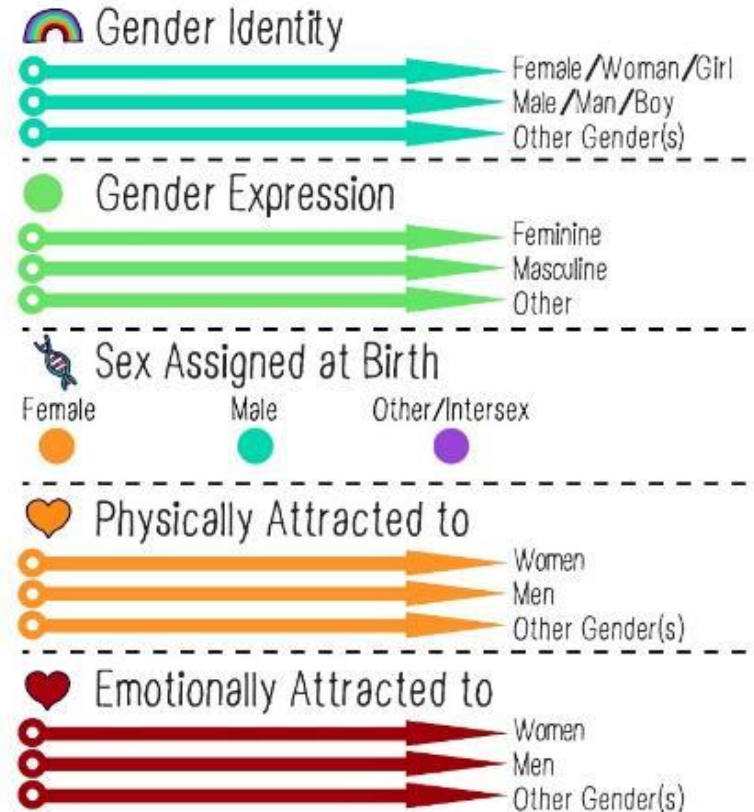 Gender Identity
Female/Woman/Girl
Male/Man/Boy
Other Gender(s)
Gender Expression
Feminine
Masculine
Other
Sex Assigned at Birth
Female Male Other/Intersex
Physically Attracted to
Women
Men
Other Gender(s)
Emotionally Attracted to
Women
Men
Other Gender(s)